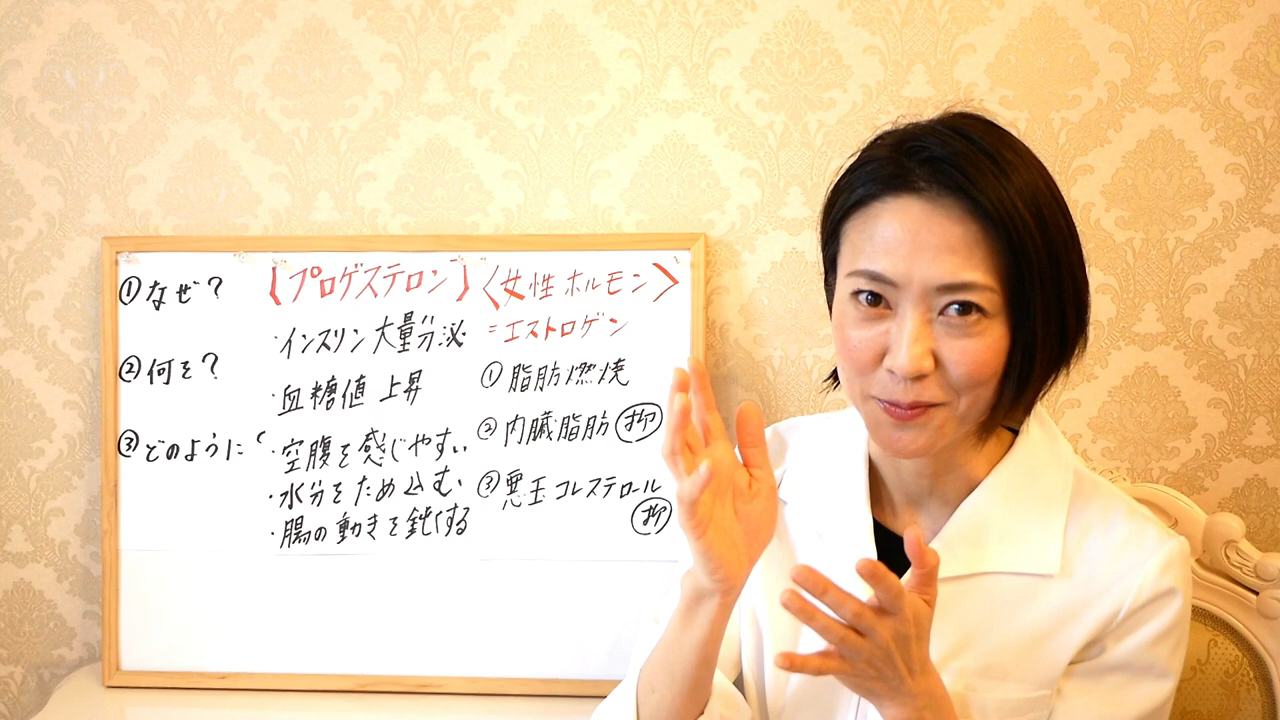 ①なぜ?
②何を?
③どのように
【プロゲステロン】
・インスリン大量分泌
・血糖値上昇
・空腹を感じやすい
・水分をため込む
・腸の動きを鈍くする
〈女性ホルモン〉
=エストロゲン
①脂肪燃焼
②内臓脂肪 抑
③悪玉コレステロール
抑